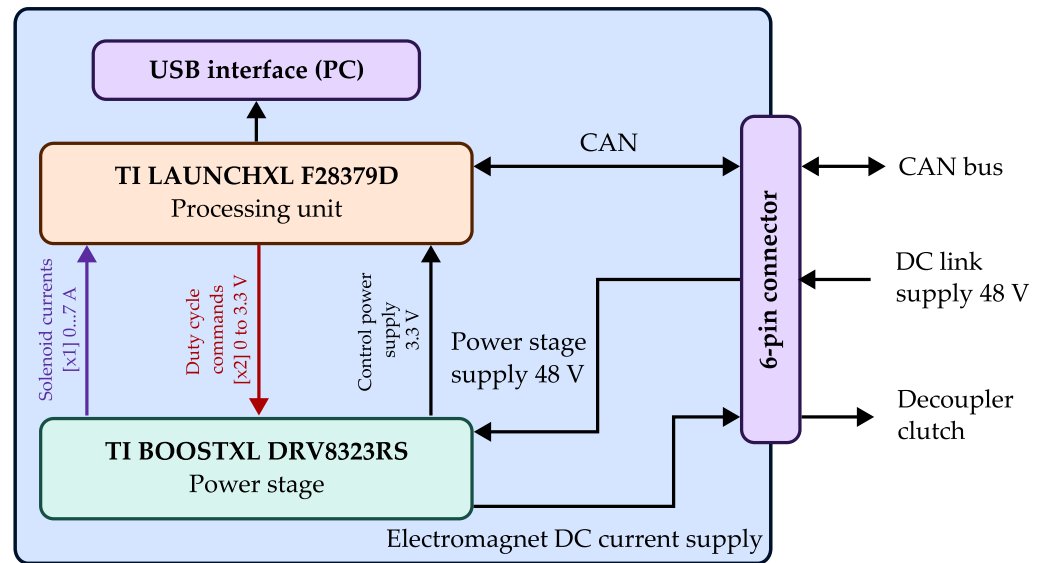 USB interface (PC)
TI LAUNCHXL F28379D
Processing unit
CAN
CAN bus
6-pin connector
DC link
supply 48 V
Solenoid currents
[x1] 0...7 A
Duty cycle
commands
[x2] 0 to 3.3 V
Control power
supply
3.3 V
Power stage
supply 48 V
Decoupler
clutch
TI BOOSTXL DRV8323RS
Power stage
Electromagnet DC current supply